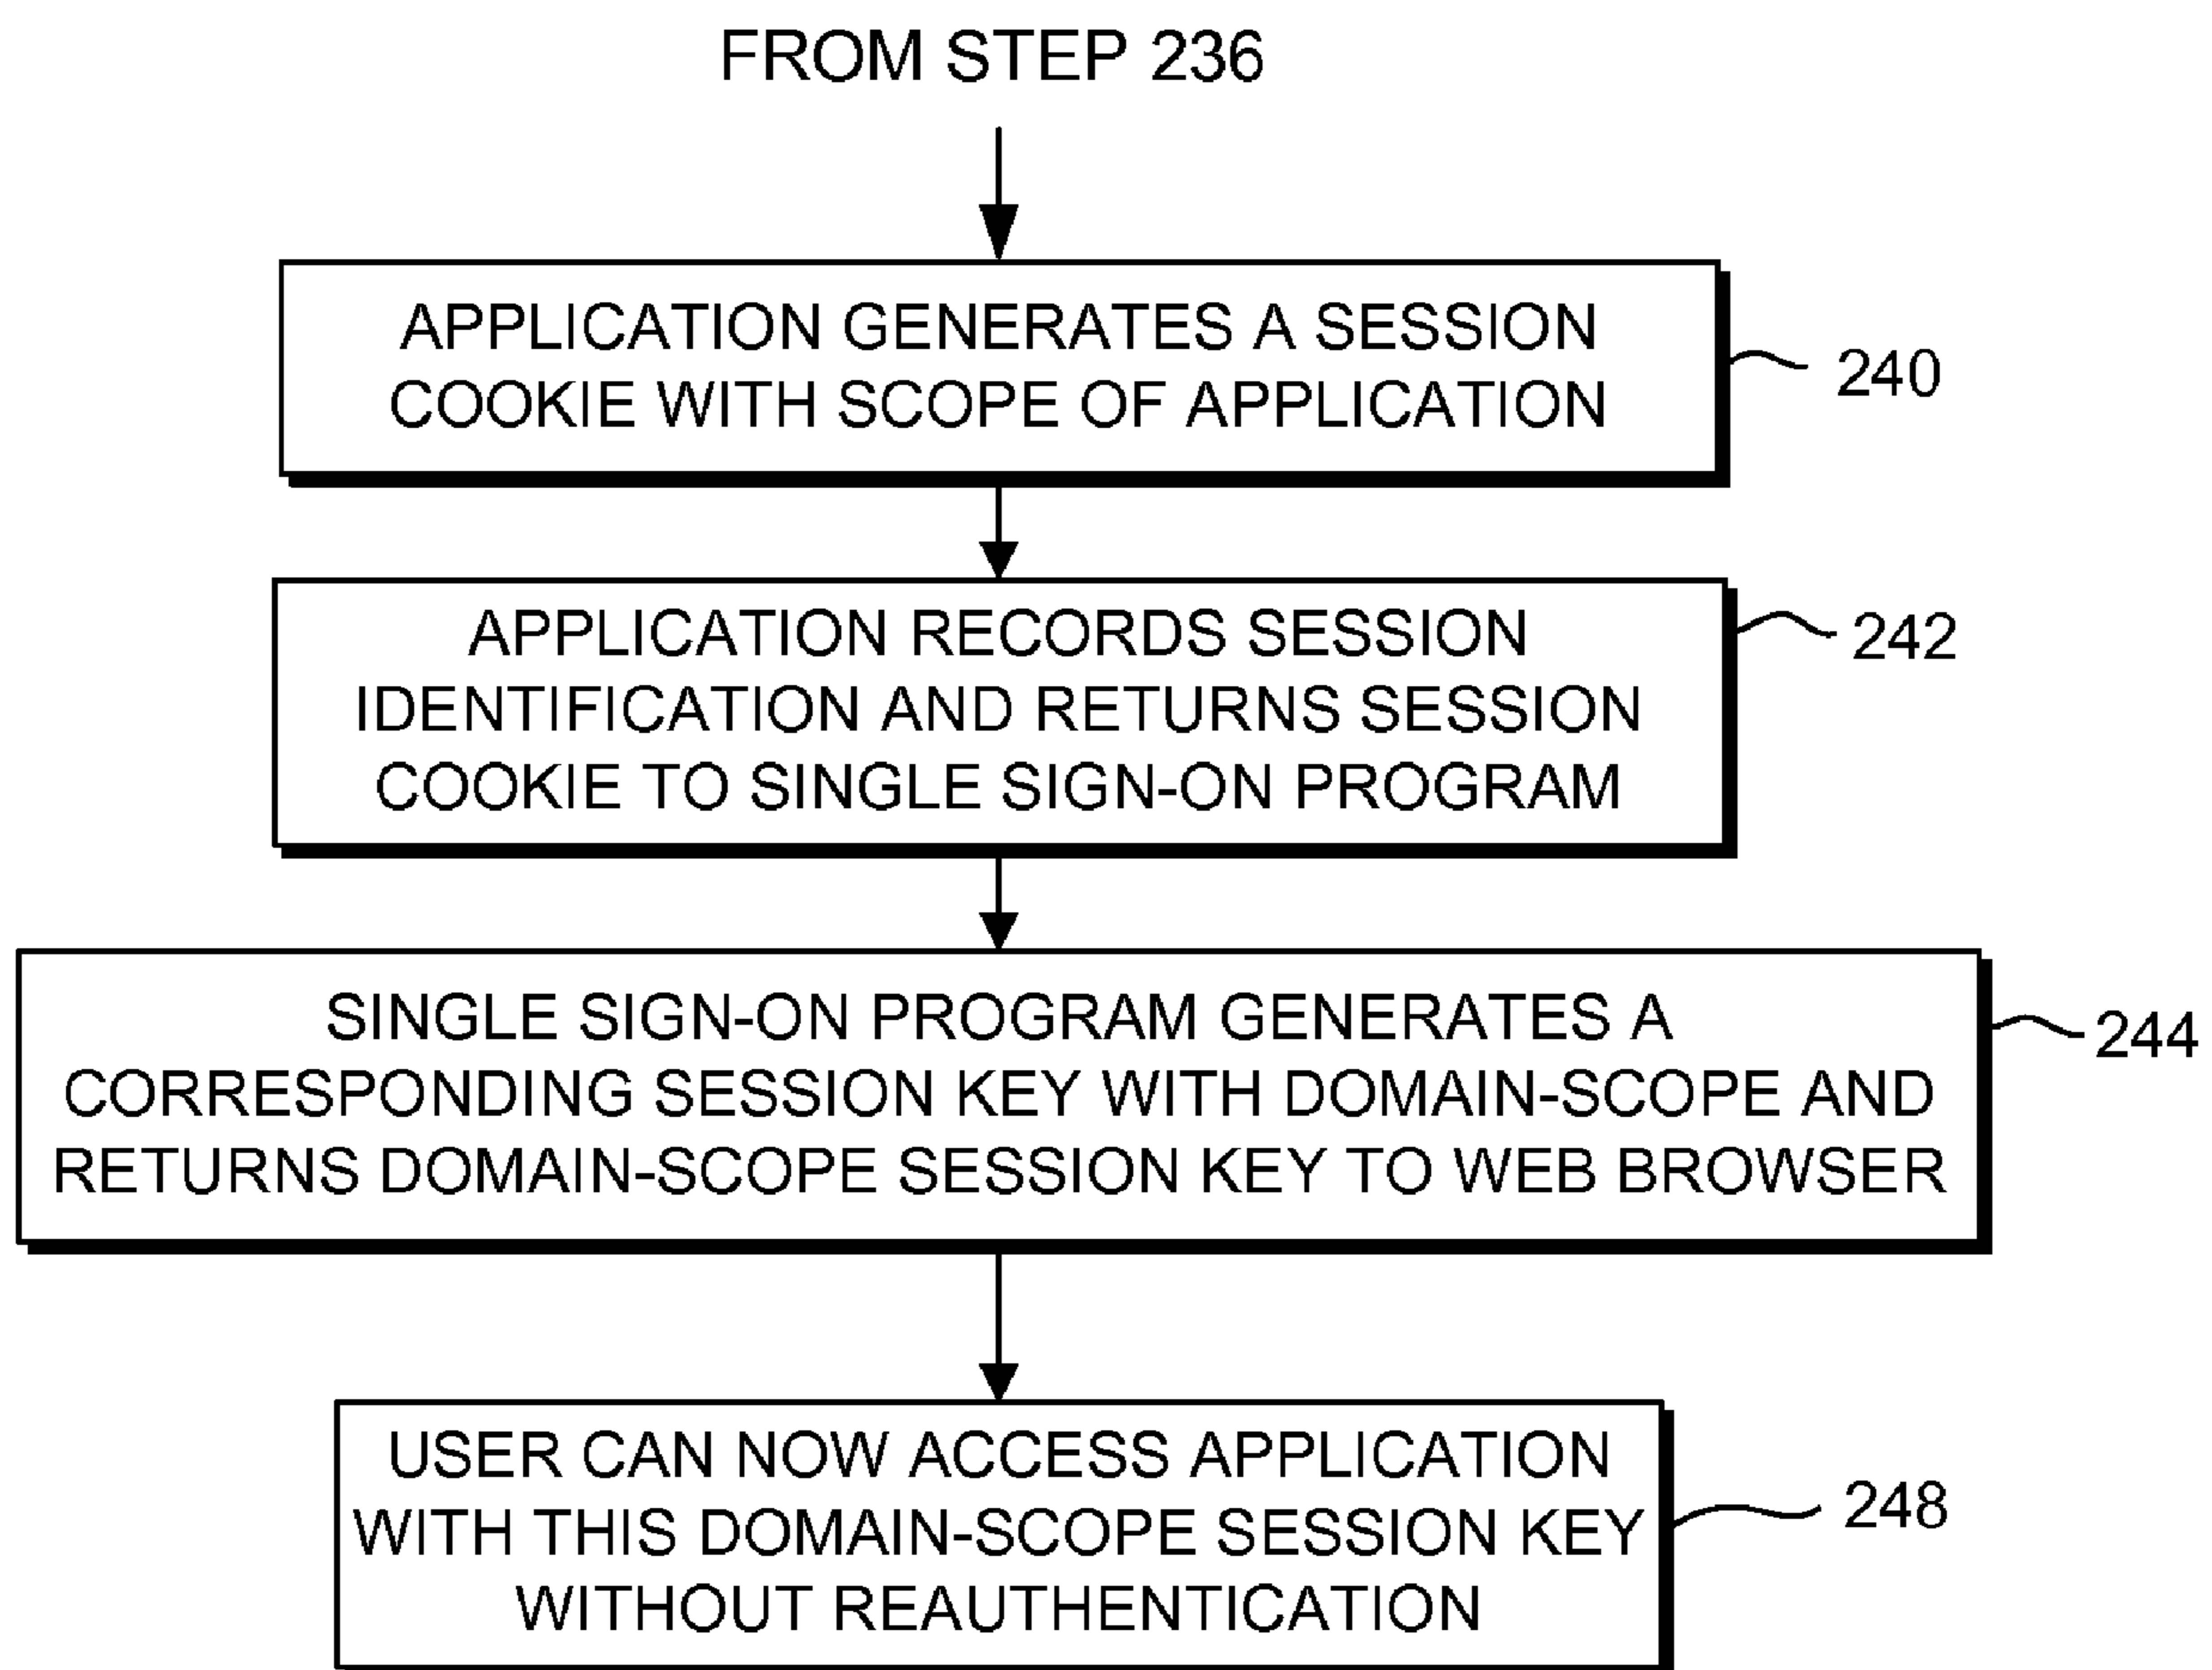 FROM STEP 236
APPLICATION GENERATES A SESSION
COOKIE WITH SCOPE OF APPLICATION
240
APPLICATION RECORDS SESSION
IDENTIFICATION AND RETURNS SESSION
COOKIE TO SINGLE SIGN-ON PROGRAM
242
SINGLE SIGN-ON PROGRAM GENERATES A
CORRESPONDING SESSION KEY WITH DOMAIN-SCOPE AND
RETURNS DOMAIN-SCOPE SESSION KEY TO WEB BROWSER
244
USER CAN NOW ACCESS APPLICATION
WITH THIS DOMAIN-SCOPE SESSION KEY
WITHOUT REAUTHENTICATION
248